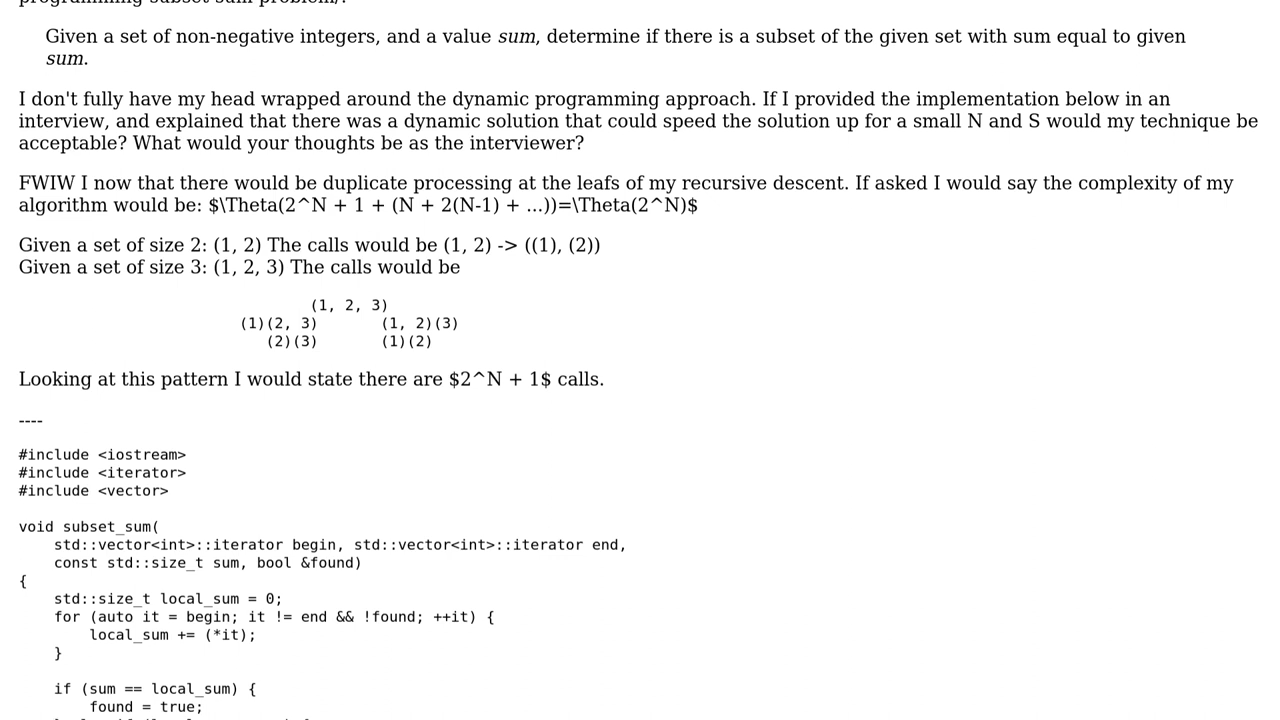 programming subset sum problem/:
Given a set of non-negative integers, and a value sum, determine if there is a subset of the given set with sum equal to given
sum.
I don't fully have my head wrapped around the dynamic programming approach. If I provided the implementation below in an
interview, and explained that there was a dynamic solution that could speed the solution up for a small N and S would my technique be
acceptable? What would your thoughts be as the interviewer?
FWIW I now that there would be duplicate processing at the leafs of my recursive descent. If asked I would say the complexity of my
algorithm would be: $\Theta(2^N + 1 + (N + 2(N-1) + ...))=\Theta(2^N)$
Given a set of size 2: (1, 2) The calls would be (1, 2) -> ((1), (2))
Given a set of size 3: (1, 2, 3) The calls would be
(1, 2, 3)
(1)(2, 3) (1, 2)(3)
(2)(3) (1)(2)
Looking at this pattern I would state there are $2^N + 1$ calls.
----
#include <iostream>
#include <iterator>
#include <vector>
void subset_sum(
std::vector<int>::iterator begin, std::vector<int>::iterator end,
const std::size_t sum, bool &found)
{
std::size_t local_sum = 0;
for (auto it = begin; it != end && !found; ++it) {
local_sum += (*it);
}
if (sum == local_sum) {
found = true;